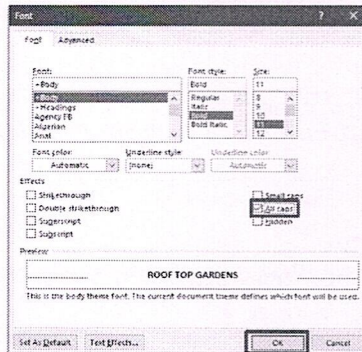 Font ? X
Font Advanced
Font: Font style: Size:
+Body Bold 11
+Body Regular 8
+Headings Italic 9
Agency FB Bold 10
Algerian Bold Italic 11
Arial 12
Font color: Underline style: Underline color:
Automatic (none) Automatic
Effects
Strikethrough Small caps
Double strikethrough All caps
Superscript Hidden
Subscript
Preview
ROOF TOP GARDENS
This is the body theme font. The current document theme defines which font will be used.
Set As Default Text Effects... OK Cancel